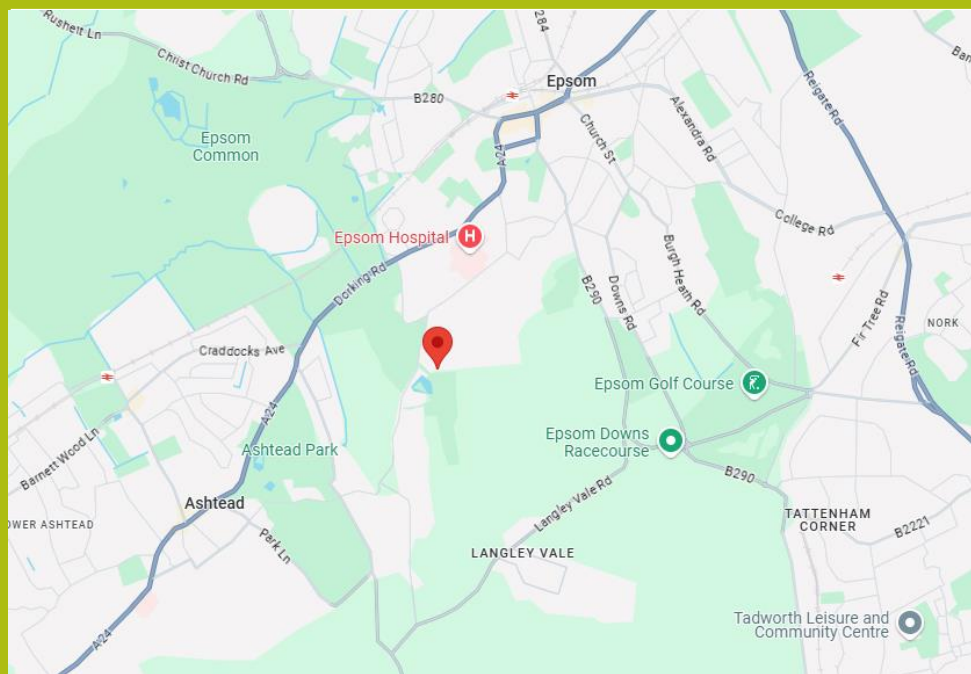 Rushett Ln
Christ Church Rd
B280
284
Epsom
Reigate Rd
Ban
Epsom
Common
A24
Church St
Alexandra Rd
College Rd
Epsom Hospital
H
Dorking Rd
B290
Downs Rd
Burgh Heath Rd
Fir Tree Rd
Reigate Rd
NORK
Craddocks Ave
A24
Epsom Golf Course
Barnett Wood Ln
Ashtead Park
Epsom Downs
Racecourse
B290
Ashtead
OWER ASHTEAD
Langley Vale Rd
TATTENHAM
CORNER
B2221
Park Ln
LANGLEY VALE
Tadworth Leisure and
Community Centre
A24